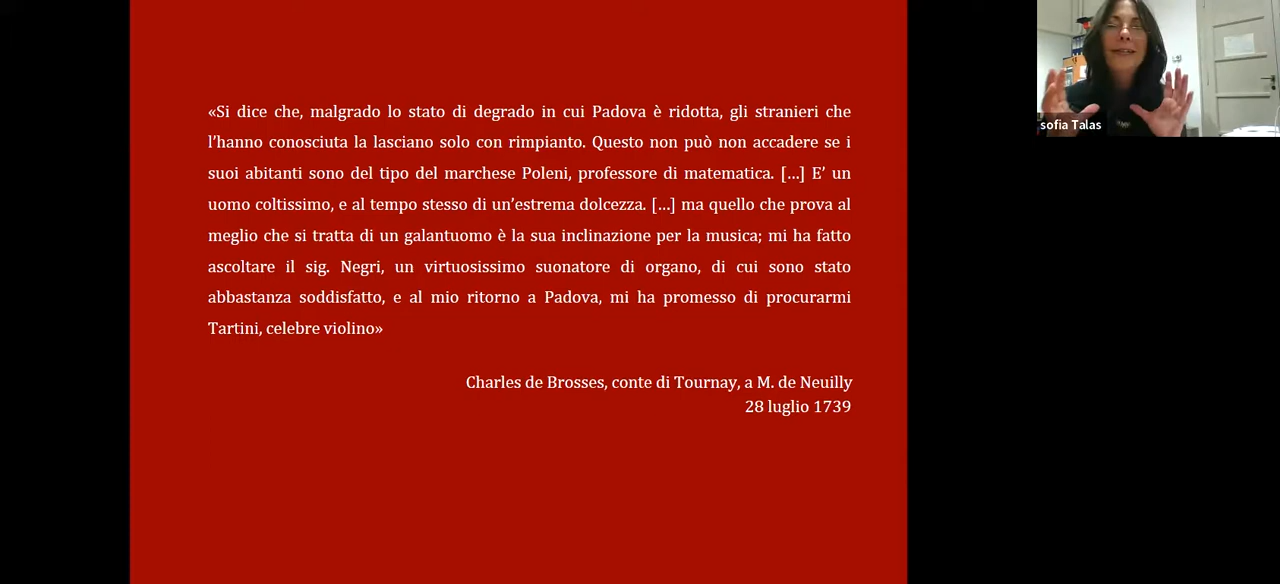 «Si dice che, malgrado lo stato di degrado in cui Padova è ridotta, gli stranieri che
l'hanno conosciuta la lasciano solo con rimpianto. Questo non può non accadere se i
suoi abitanti sono del tipo del marchese Poleni, professore di matematica. […] E' un
uomo coltissimo, e al tempo stesso di un'estrema dolcezza. […] ma quello che prova al
meglio che si tratta di un galantuomo è la sua inclinazione per la musica; mi ha fatto
ascoltare il sig. Negri, un virtuosissimo suonatore di organo, di cui sono stato
abbastanza soddisfatto, e al mio ritorno a Padova, mi ha promesso di procurarmi
Tartini, celebre violino»
Charles de Brosses, conte di Tournay, a M. de Neuilly
28 luglio 1739
sofia Talas